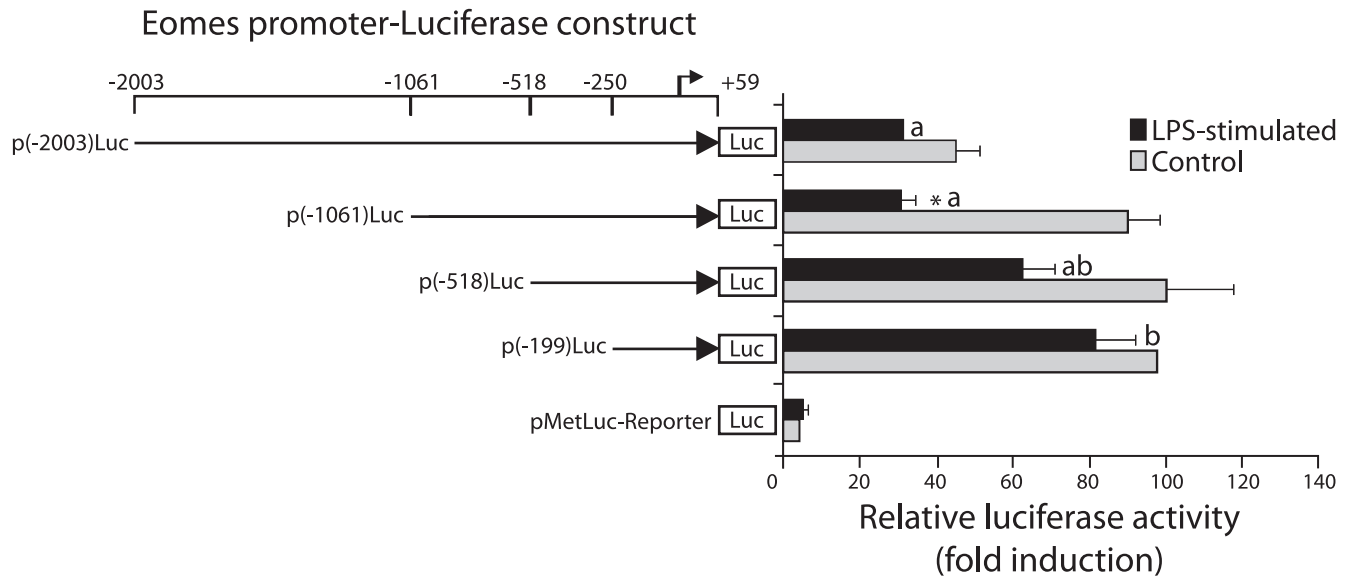 Eomes promoter-Luciferase construct
-2003 -1061 -518 -250 +59
LPS-stimulated
Control
p(-2003)Luc Luc a
p(-1061)Luc Luc * a
p(-518)Luc Luc ab
p(-199)Luc Luc b
pMetLuc-Reporter Luc
0 20 40 60 80 100 120 140
Relative luciferase activity
(fold induction)